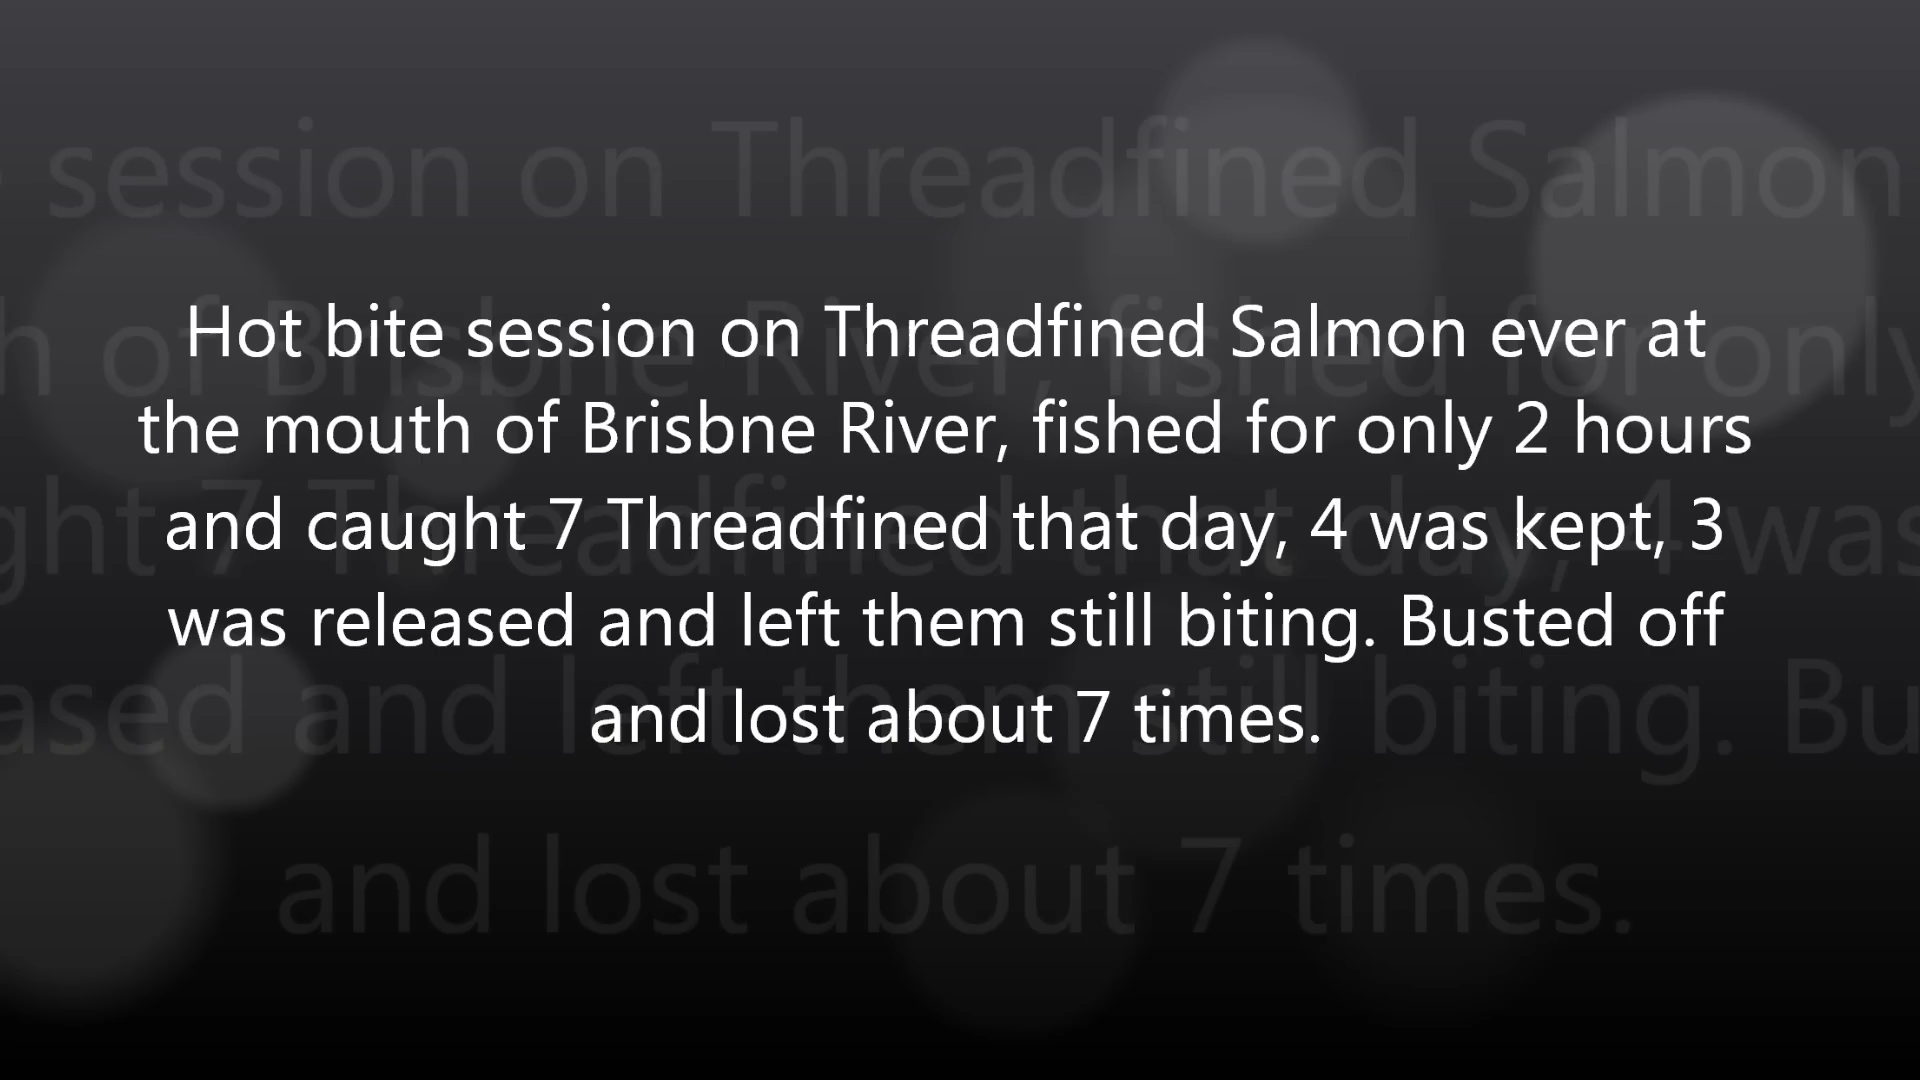 Hot bite session on Threadfined Salmon ever at
the mouth of Brisbne River, fished for only 2 hours
and caught 7 Threadfined that day, 4 was kept, 3
was released and left them still biting. Busted off
and lost about 7 times.